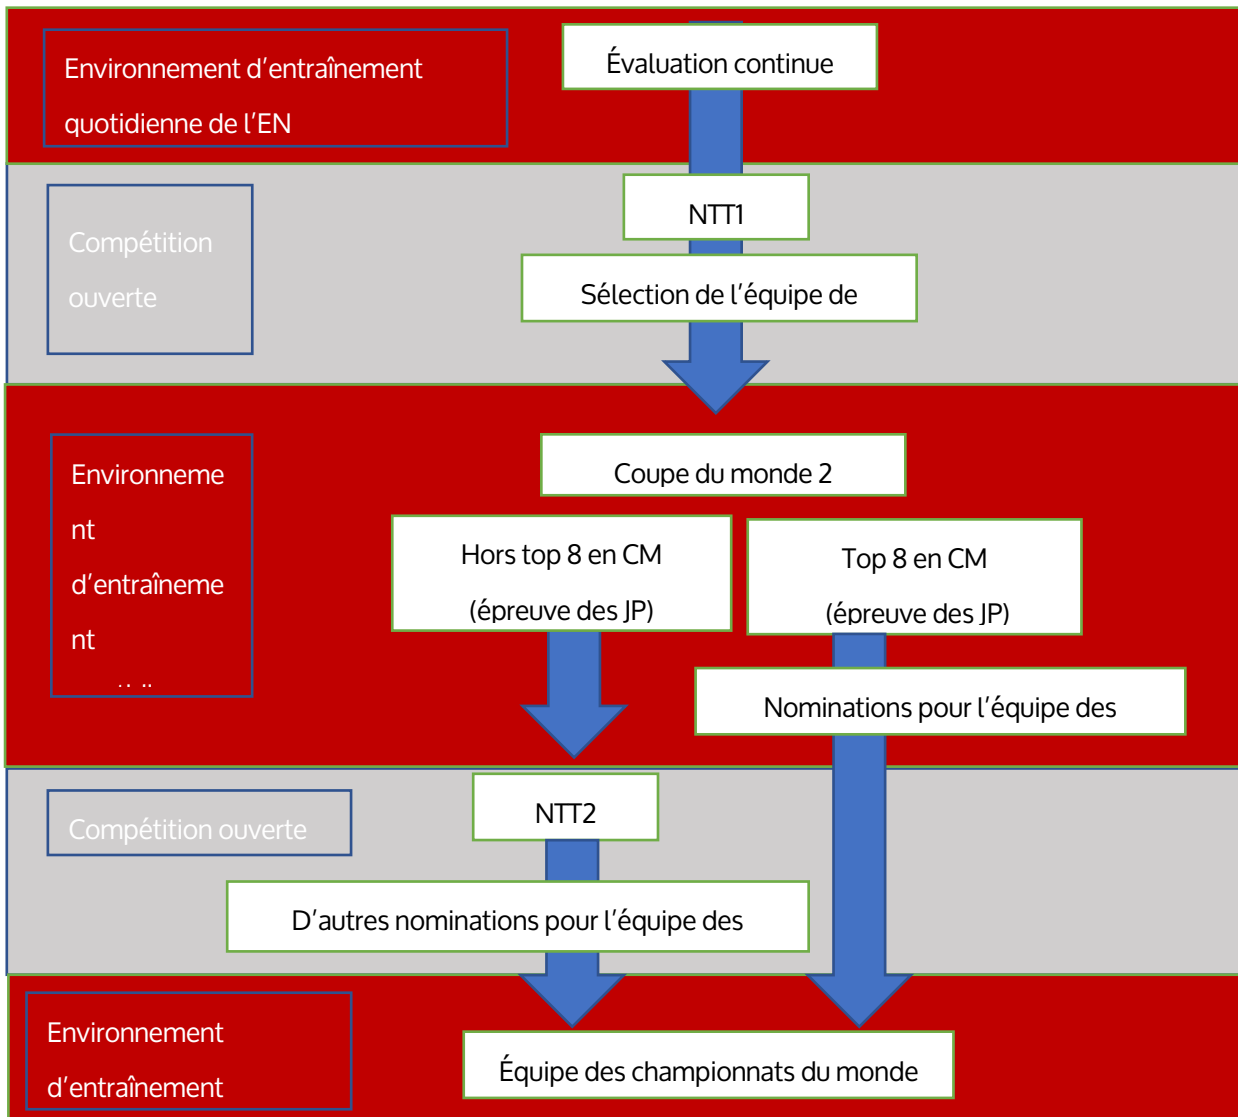 Environnement d’entraînement
quotidienne de l’EN
Évaluation continue
Compétition
ouverte
NTT1
Sélection de l’équipe de
Environneme
nt
d’entraîneme
nt
Coupe du monde 2
Hors top 8 en CM
(épreuve des JP)
Top 8 en CM
(épreuve des JP)
Nominations pour l’équipe des
Compétition ouverte
NTT2
D’autres nominations pour l’équipe des
Environnement
d’entraînement
Équipe des championnats du monde